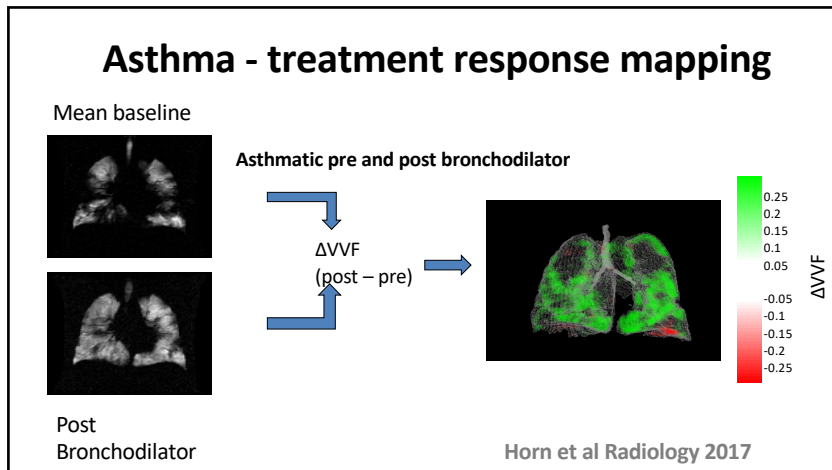 Asthma - treatment response mapping
Mean baseline
Asthmatic pre and post bronchodilator
ΔVVF
(post – pre)
0.25
0.2
0.15
0.1
0.05
-0.05
-0.1
-0.15
-0.2
-0.25
ΔVVF
Post
Bronchodilator
Horn et al Radiology 2017